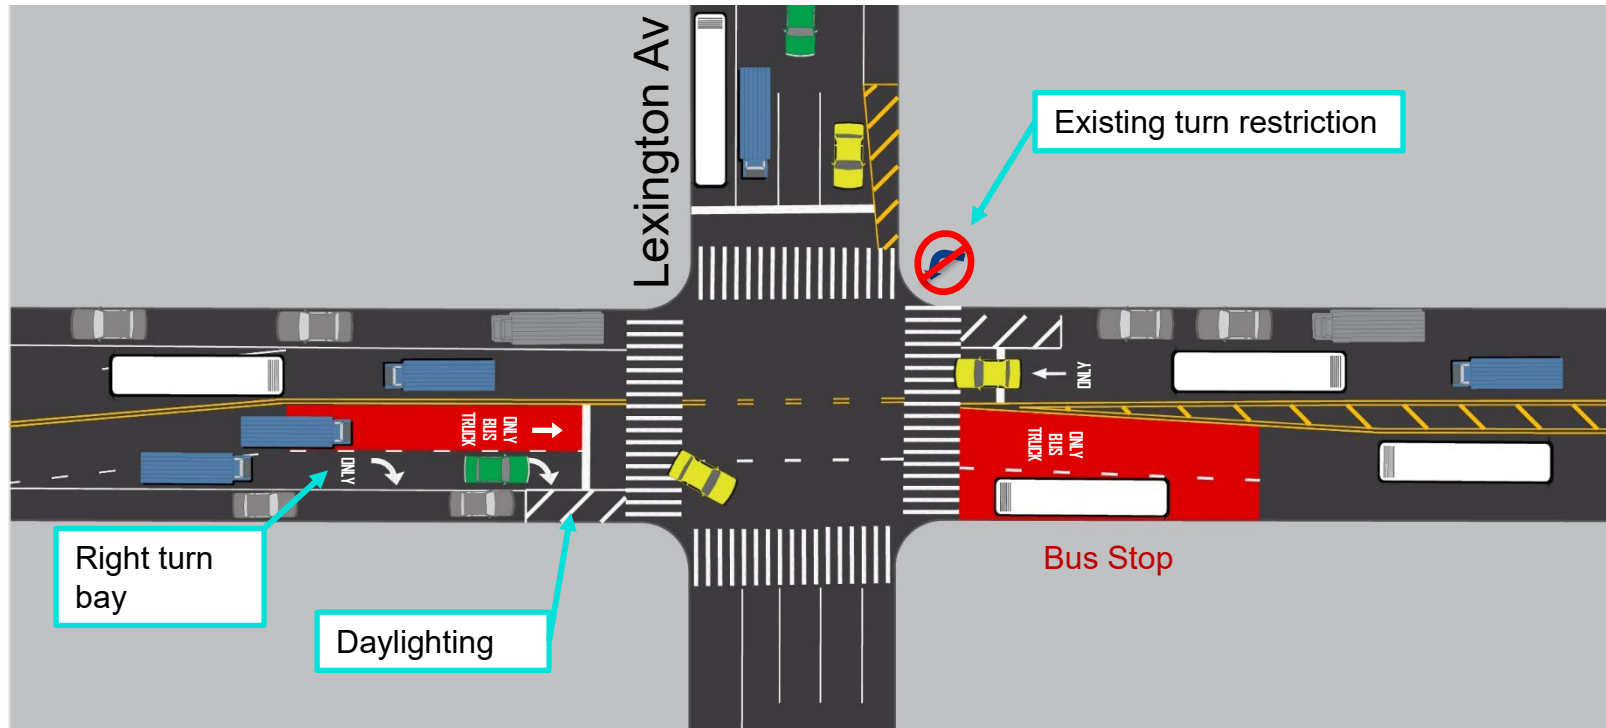 Lexington Av
Existing turn restriction
ONLY
ONLY
BUS
TRUCK
ONLY
BUS
TRUCK
ONLY
Right turn
bay
Bus Stop
Daylighting